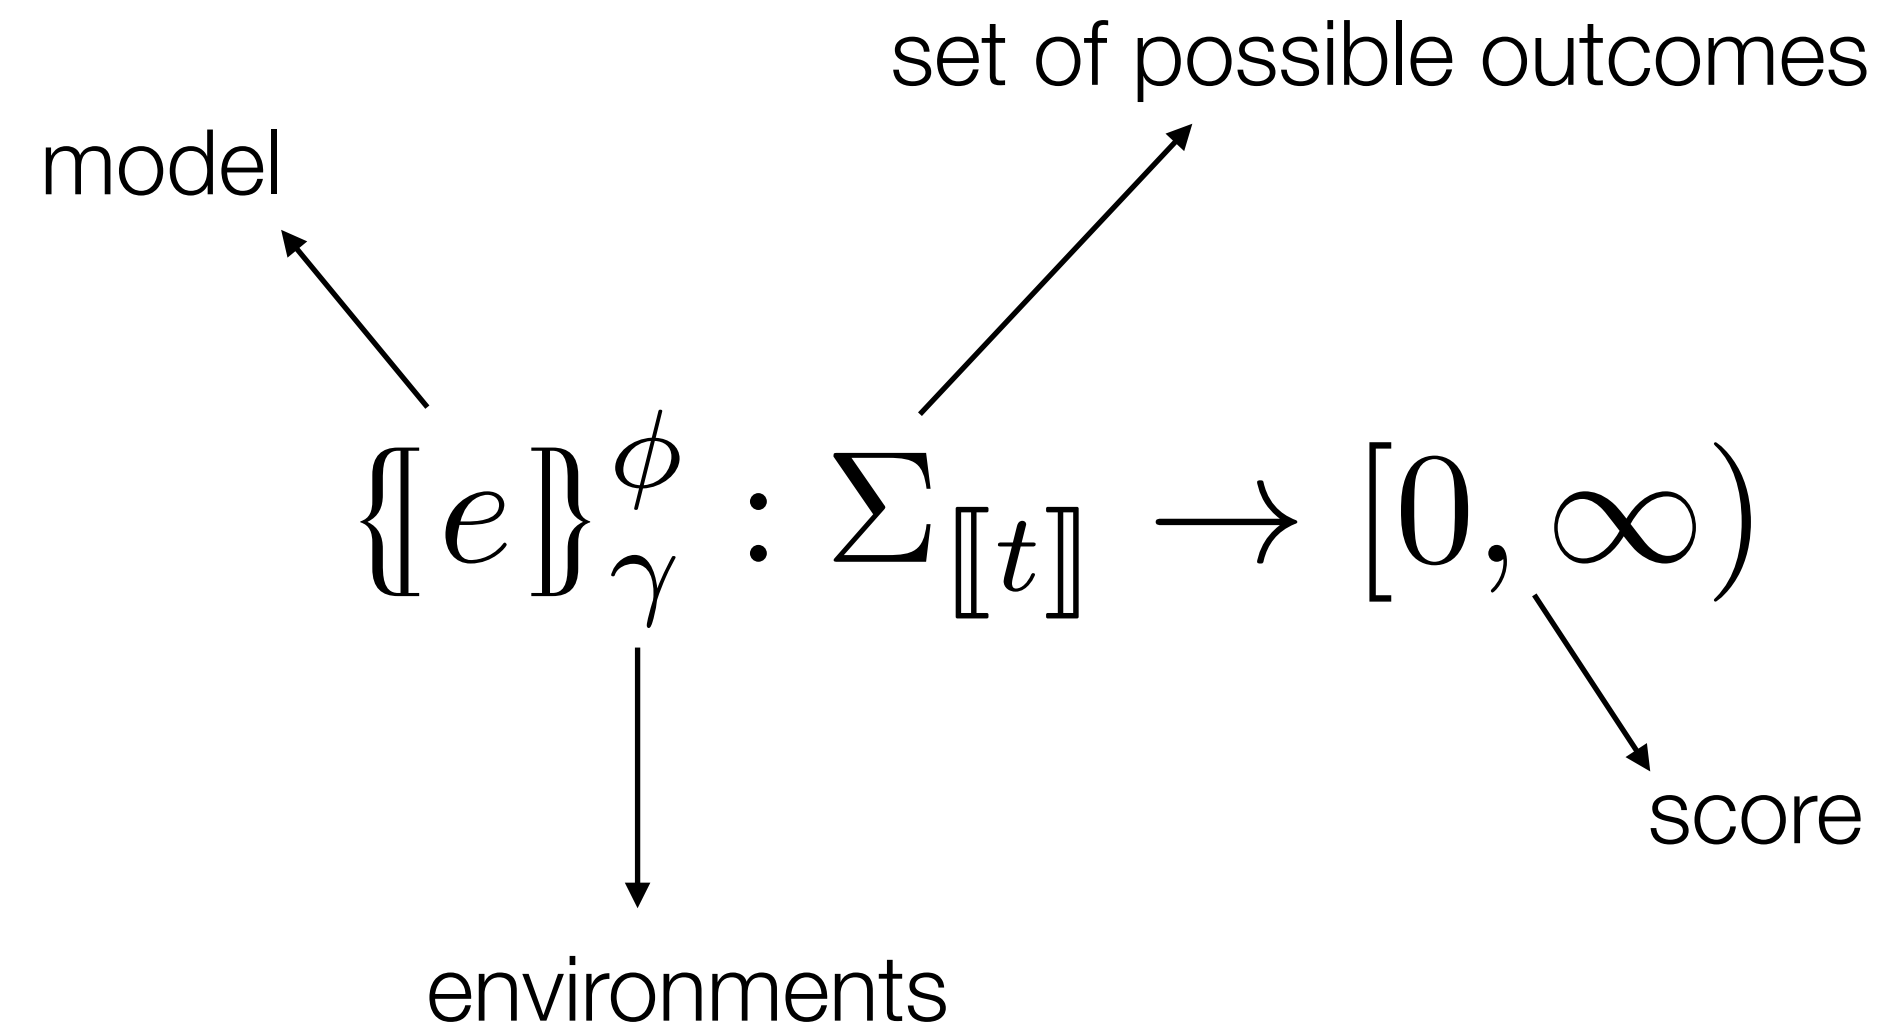 set of possible outcomes
model
{[e]}^ϕ_γ : Σ_⟦t⟧ → [0, ∞)
score
environments